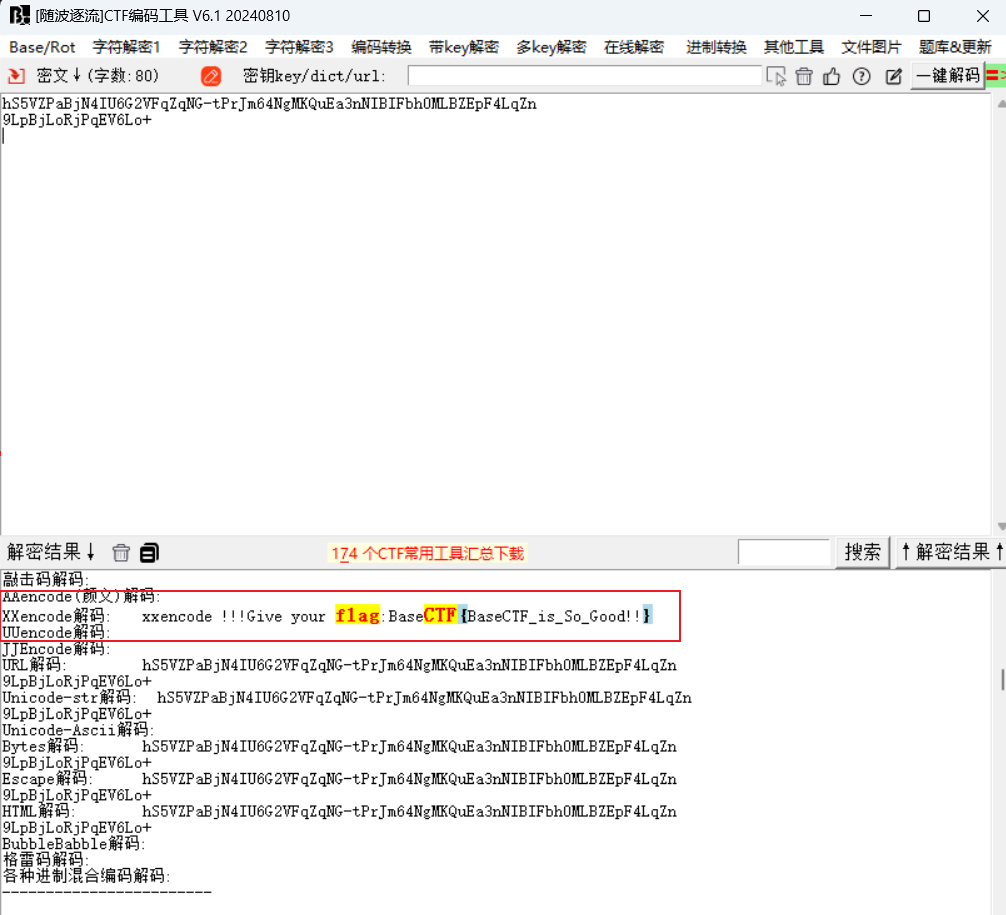 [随波逐流]CTF编码工具 V6.1 20240810
Base/Rot 字符解密1 字符解密2 字符解密3 编码转换 带key解密 多key解密 在线解密 进制转换 其他工具 文件图片 题库&更新
密文↓(字数:80) 密钥key/dict/url: 一键解码
hS5VZPaBjN4IU6G2VFqZqNG-tPrJm64NgMKQuEa3nNIBIFbh0MLBZEpF4LqZn
9LpBjLoRjPqEV6Lo+
解密结果↓ 174 个CTF常用工具汇总下载 搜索 ↑解密结果↑
敲击码解码:
AAencode(颜文)解码:
XXencode解码: xxencode !!!Give your flag:BaseCTF{BaseCTF_is_So_Good!!}
UUencode解码:
JJEncode解码:
URL解码: hS5VZPaBjN4IU6G2VFqZqNG-tPrJm64NgMKQuEa3nNIBIFbh0MLBZEpF4LqZn
9LpBjLoRjPqEV6Lo+
Unicode-str解码: hS5VZPaBjN4IU6G2VFqZqNG-tPrJm64NgMKQuEa3nNIBIFbh0MLBZEpF4LqZn
9LpBjLoRjPqEV6Lo+
Unicode-Ascii解码:
Bytes解码: hS5VZPaBjN4IU6G2VFqZqNG-tPrJm64NgMKQuEa3nNIBIFbh0MLBZEpF4LqZn
9LpBjLoRjPqEV6Lo+
Escape解码: hS5VZPaBjN4IU6G2VFqZqNG-tPrJm64NgMKQuEa3nNIBIFbh0MLBZEpF4LqZn
9LpBjLoRjPqEV6Lo+
HTML解码: hS5VZPaBjN4IU6G2VFqZqNG-tPrJm64NgMKQuEa3nNIBIFbh0MLBZEpF4LqZn
9LpBjLoRjPqEV6Lo+
BubbleBabble解码:
格雷码解码:
各种进制混合编码解码:
------------------------